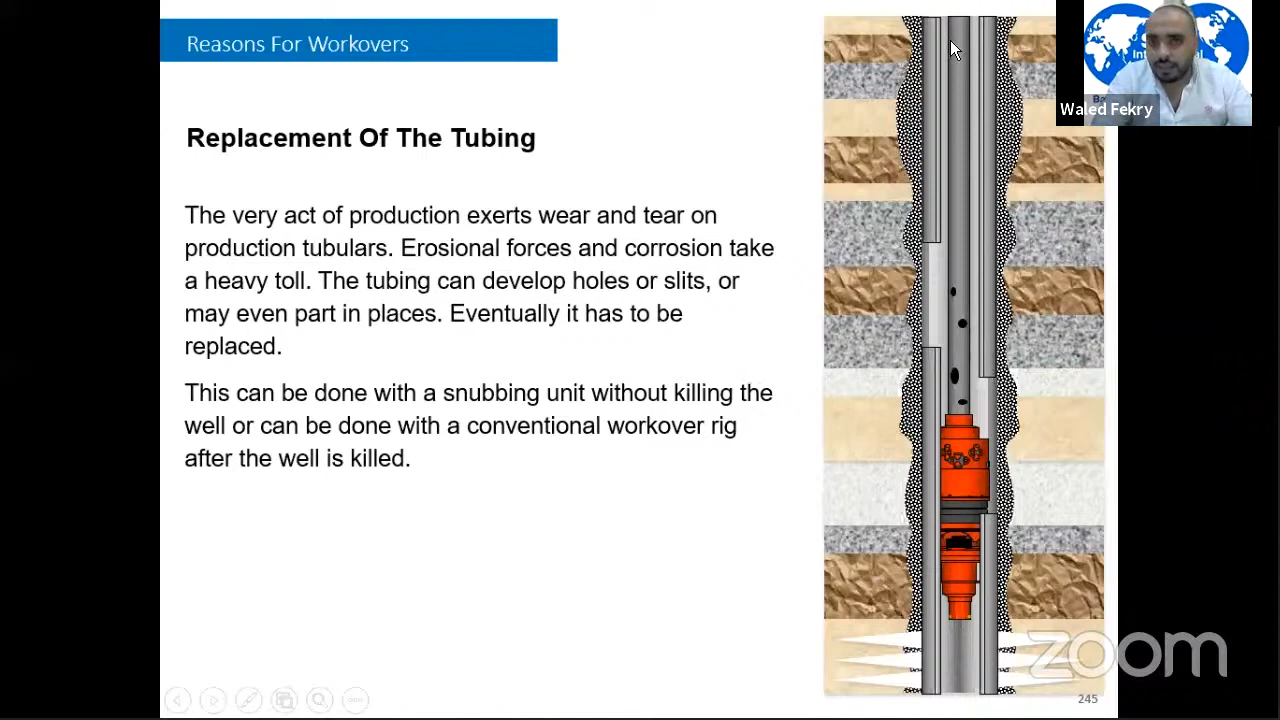 Reasons For Workovers
Waled Fekry
Replacement Of The Tubing
The very act of production exerts wear and tear on
production tubulars. Erosional forces and corrosion take
a heavy toll. The tubing can develop holes or slits, or
may even part in places. Eventually it has to be
replaced.
This can be done with a snubbing unit without killing the
well or can be done with a conventional workover rig
after the well is killed.
zoom
245